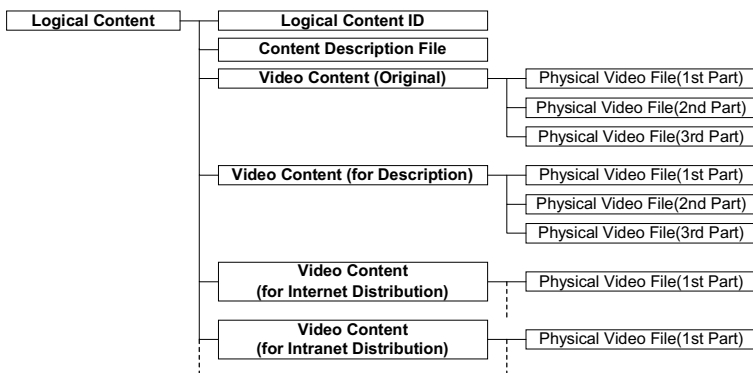 Logical Content
Logical Content ID
Content Description File
Video Content (Original)
Physical Video File(1st Part)
Physical Video File(2nd Part)
Physical Video File(3rd Part)
Video Content (for Description)
Physical Video File(1st Part)
Physical Video File(2nd Part)
Physical Video File(3rd Part)
Video Content
(for Internet Distribution)
Physical Video File(1st Part)
Video Content
(for Intranet Distribution)
Physical Video File(1st Part)